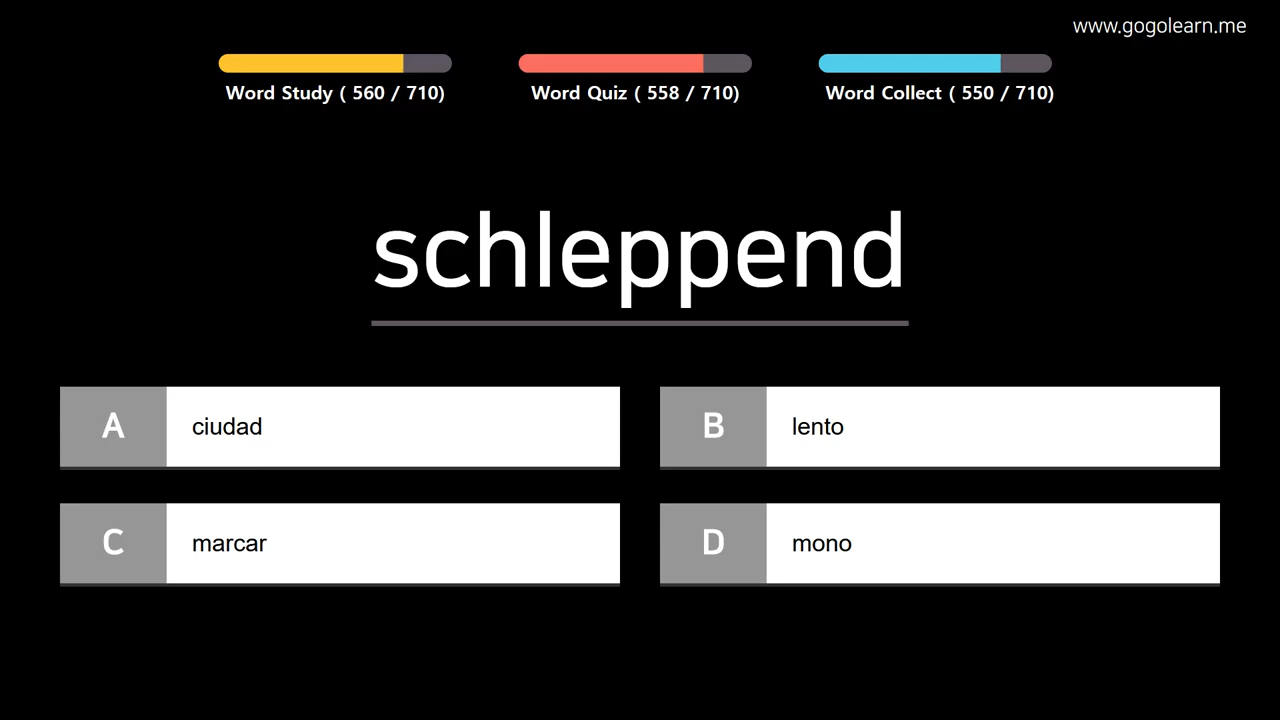 www.gogolearn.me
Word Study ( 560 / 710)
Word Quiz ( 558 / 710)
Word Collect ( 550 / 710)
schleppend
A ciudad
B lento
C marcar
D mono